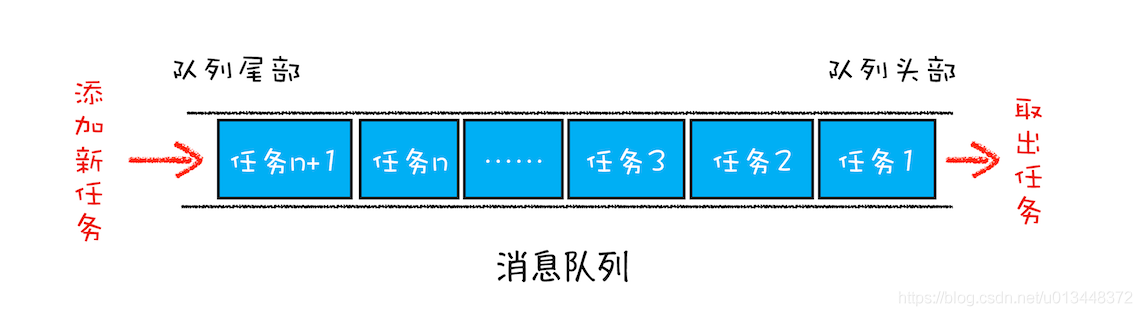 队列尾部
队列头部
添加新任务
任务n+1
任务n
……
任务3
任务2
任务1
取出任务
消息队列
https://blog.csdn.net/u013448372